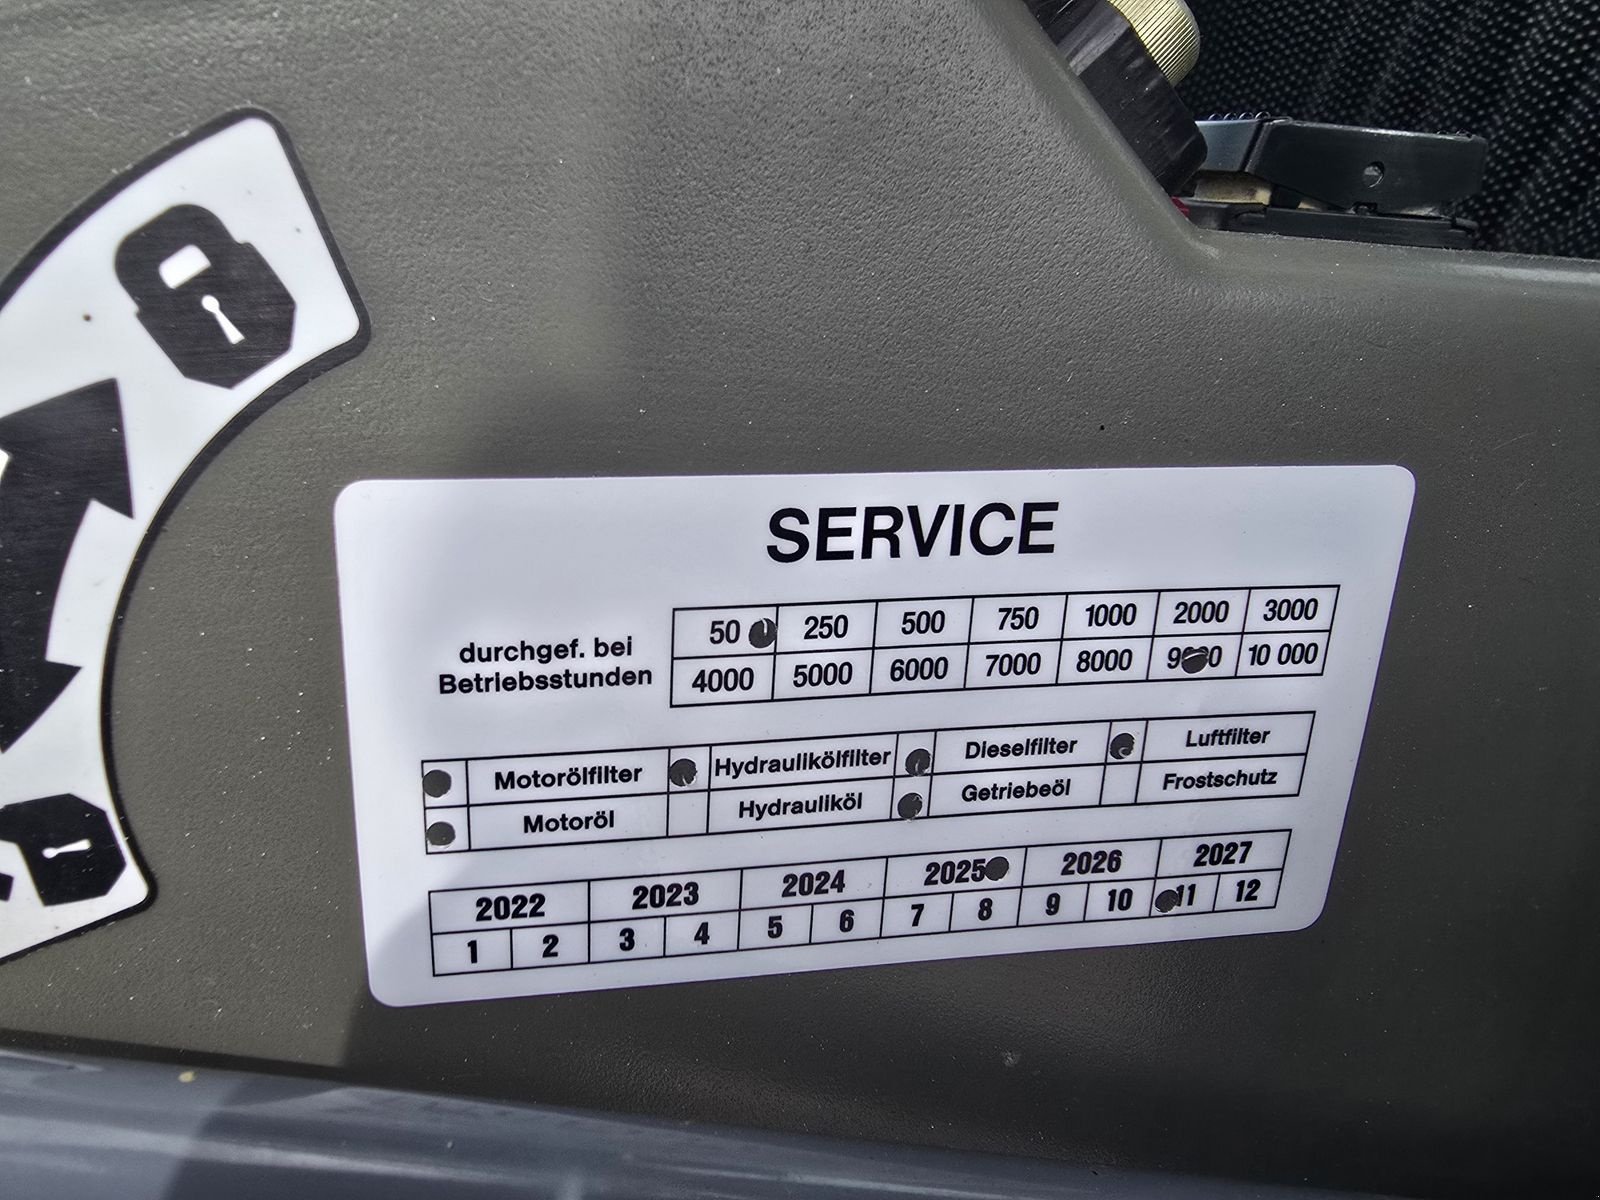 SERVICE
durchgef. bei
Betriebsstunden
50 250 500 750 1000 2000 3000
4000 5000 6000 7000 8000 10 000
Motorölfilter Hydraulikölfilter Dieselfilter Luftfilter
Motoröl Hydrauliköl Getriebeöl Frostschutz
2022 2023 2024 2025 2026 2027
1 2 3 4 5 6 7 8 9 10 11 12